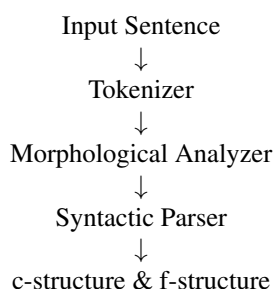 Input Sentence
↓
Tokenizer
↓
Morphological Analyzer
↓
Syntactic Parser
↓
c-structure & f-structure